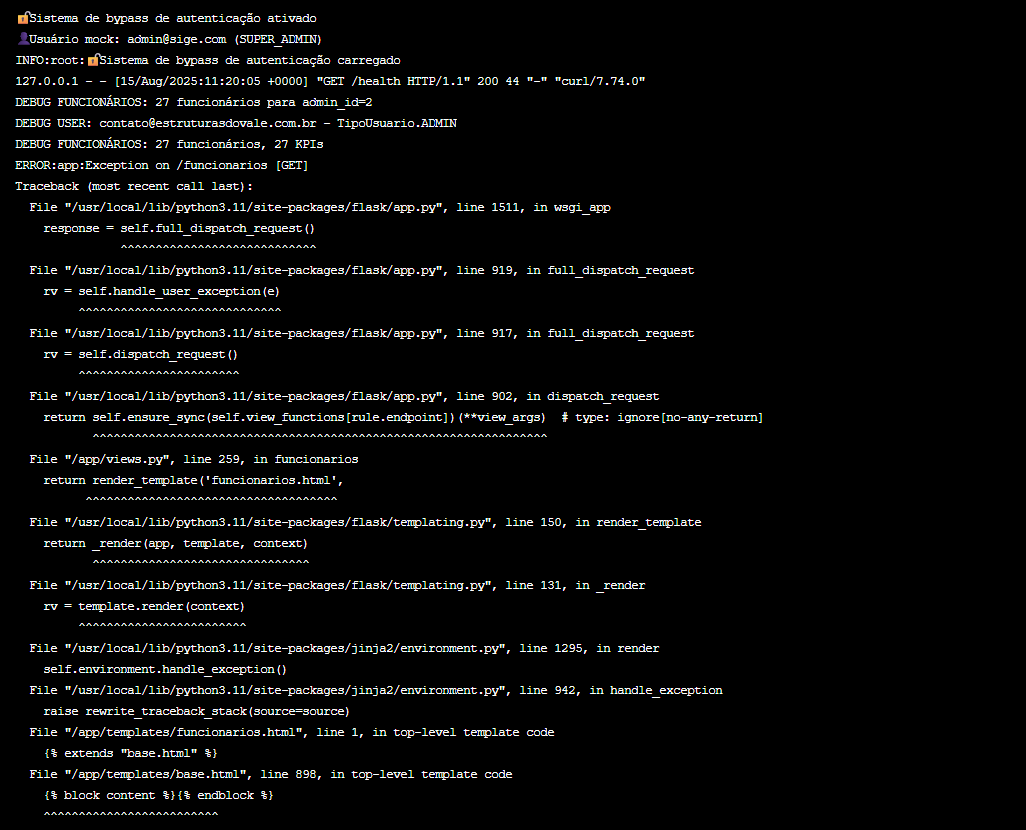 🔓Sistema de bypass de autenticação ativado
👤Usuário mock: admin@sige.com (SUPER_ADMIN)
INFO:root:🔓Sistema de bypass de autenticação carregado
127.0.0.1 - - [15/Aug/2025:11:20:05 +0000] "GET /health HTTP/1.1" 200 44 "-" "curl/7.74.0"
DEBUG FUNCIONÁRIOS: 27 funcionários para admin_id=2
DEBUG USER: contato@estruturasdovale.com.br - TipoUsuario.ADMIN
DEBUG FUNCIONÁRIOS: 27 funcionários, 27 KPIs
ERROR:app:Exception on /funcionarios [GET]
Traceback (most recent call last):
  File "/usr/local/lib/python3.11/site-packages/flask/app.py", line 1511, in wsgi_app
    response = self.full_dispatch_request()
               ^^^^^^^^^^^^^^^^^^^^^^^^^^^^
  File "/usr/local/lib/python3.11/site-packages/flask/app.py", line 919, in full_dispatch_request
    rv = self.handle_user_exception(e)
         ^^^^^^^^^^^^^^^^^^^^^^^^^^^^^
  File "/usr/local/lib/python3.11/site-packages/flask/app.py", line 917, in full_dispatch_request
    rv = self.dispatch_request()
         ^^^^^^^^^^^^^^^^^^^^^^^
  File "/usr/local/lib/python3.11/site-packages/flask/app.py", line 902, in dispatch_request
    return self.ensure_sync(self.view_functions[rule.endpoint])(**view_args)  # type: ignore[no-any-return]
           ^^^^^^^^^^^^^^^^^^^^^^^^^^^^^^^^^^^^^^^^^^^^^^^^^^^^^^^^^^^^^^^^^
  File "/app/views.py", line 259, in funcionarios
    return render_template('funcionarios.html',
          ^^^^^^^^^^^^^^^^^^^^^^^^^^^^^^^^^^^^
  File "/usr/local/lib/python3.11/site-packages/flask/templating.py", line 150, in render_template
    return _render(app, template, context)
           ^^^^^^^^^^^^^^^^^^^^^^^^^^^^^^^
  File "/usr/local/lib/python3.11/site-packages/flask/templating.py", line 131, in _render
    rv = template.render(context)
         ^^^^^^^^^^^^^^^^^^^^^^^^
  File "/usr/local/lib/python3.11/site-packages/jinja2/environment.py", line 1295, in render
    self.environment.handle_exception()
  File "/usr/local/lib/python3.11/site-packages/jinja2/environment.py", line 942, in handle_exception
    raise rewrite_traceback_stack(source=source)
  File "/app/templates/funcionarios.html", line 1, in top-level template code
    {% extends "base.html" %}
  File "/app/templates/base.html", line 898, in top-level template code
    {% block content %}{% endblock %}
    ^^^^^^^^^^^^^^^^^^^^^^^^^